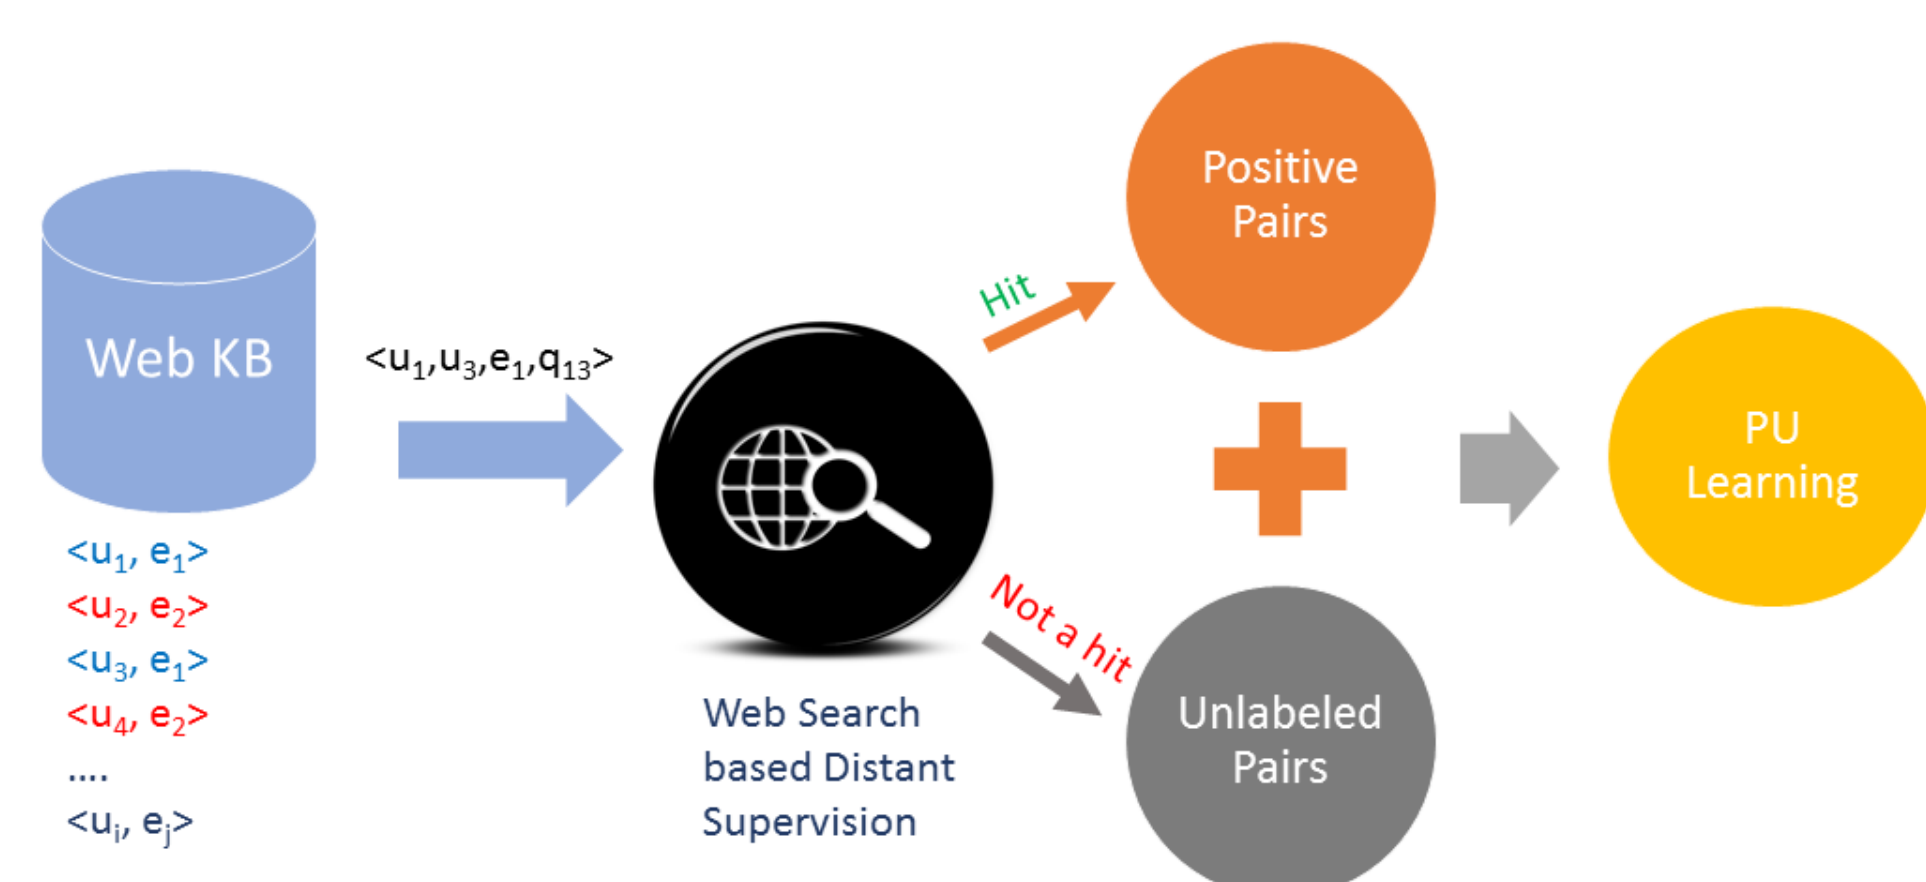 Web KB
<u₁, e₁>
<u₂, e₂>
<u₃, e₁>
<u₄, e₂>
....
<uᵢ, eⱼ>
<u₁,u₃,e₁,q₁₃>
Web Search
based Distant
Supervision
Hit
Not a hit
Positive
Pairs
Unlabeled
Pairs
PU
Learning